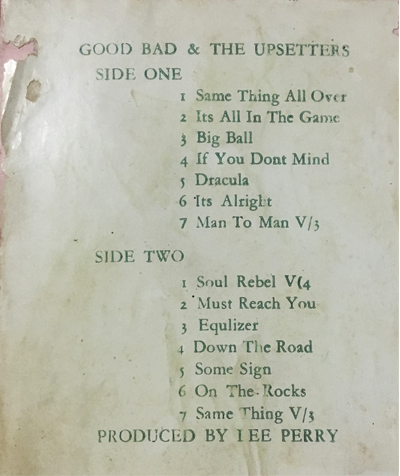 GOOD BAD & THE UPSETTERS
SIDE ONE
1 Same Thing All Over
2 Its All In The Game
3 Big Ball
4 If You Dont Mind
5 Dracula
6 Its Alright
7 Man To Man V/3
SIDE TWO
1 Soul Rebel V(4
2 Must Reach You
3 Equlizer
4 Down The Road
5 Some Sign
6 On The Rocks
7 Same Thing V/3
PRODUCED BY LEE PERRY